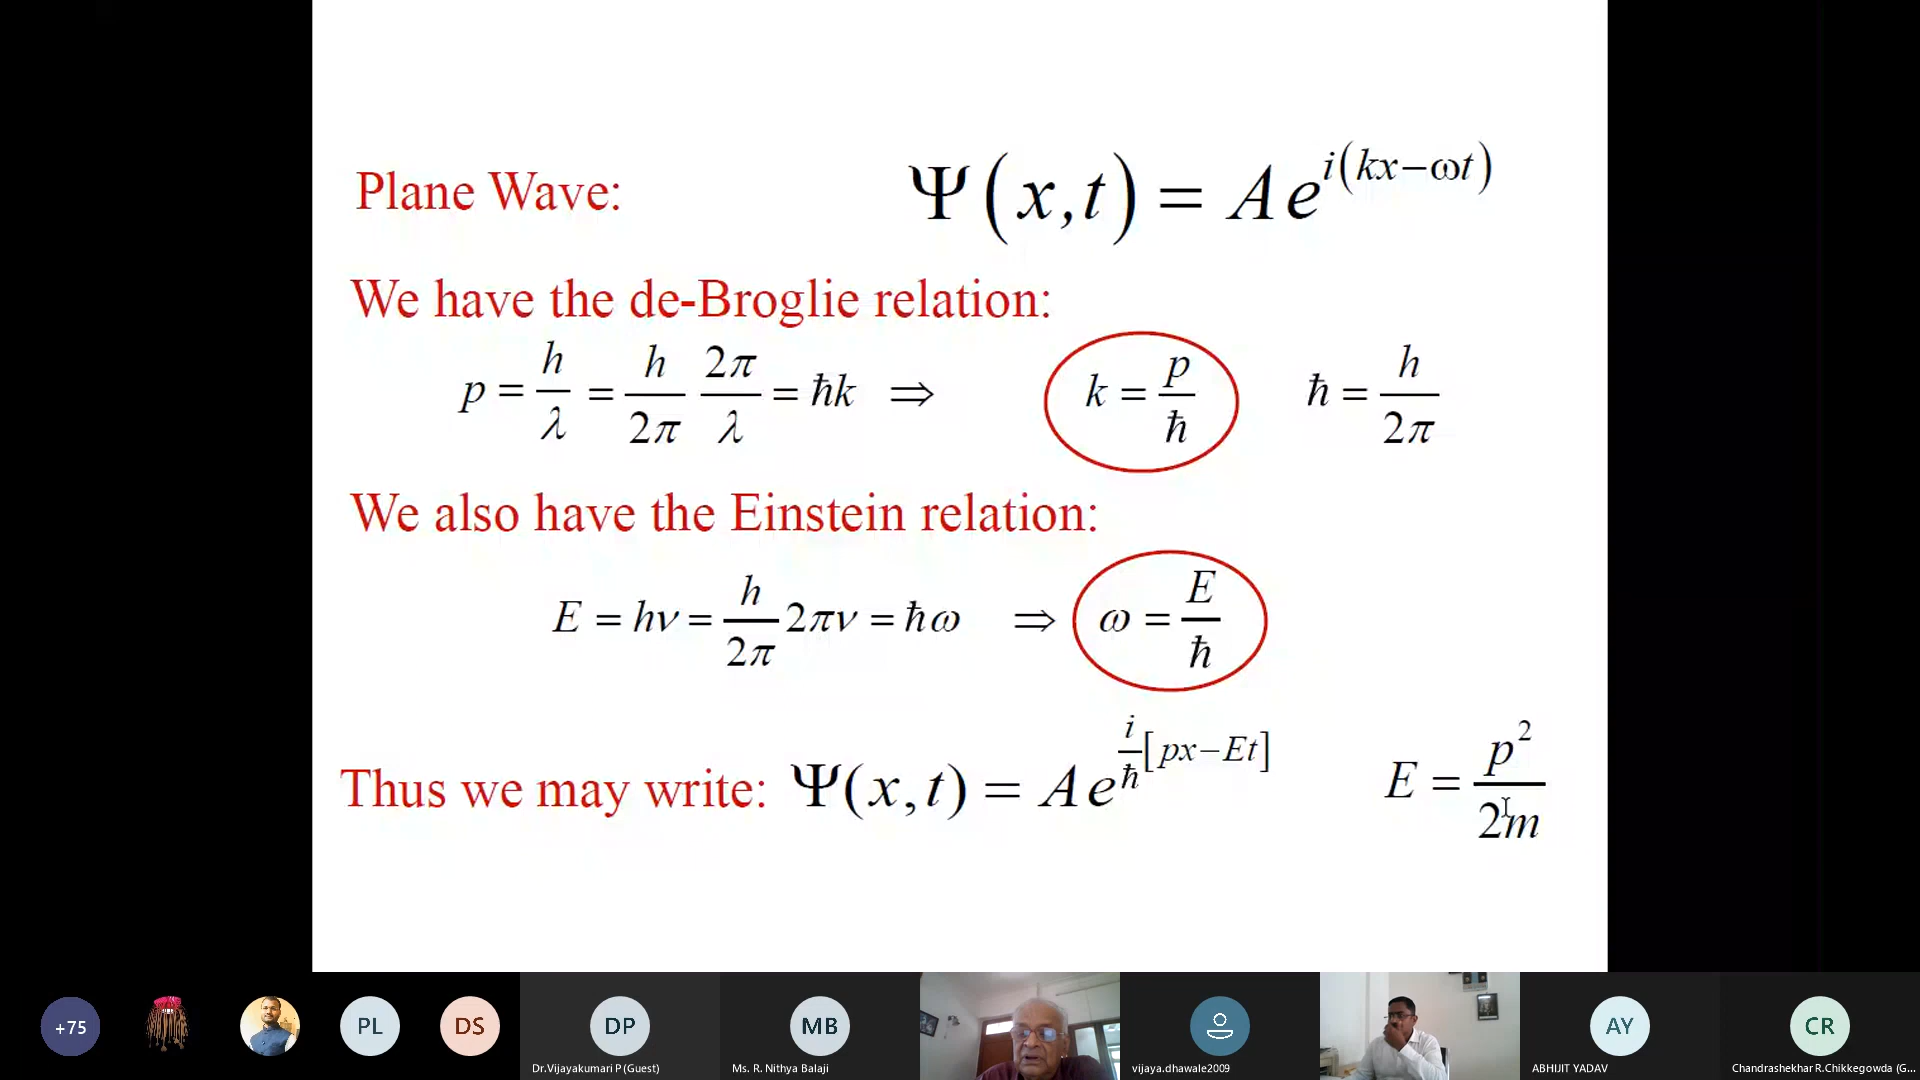 Plane Wave: Ψ(x,t) = A e^{i(kx−ωt)}
We have the de-Broglie relation:
p = h/λ = h/2π 2π/λ = ħk ⇒ k = p/ħ ħ = h/2π
We also have the Einstein relation:
E = hν = h/2π 2πν = ħω ⇒ ω = E/ħ
Thus we may write: Ψ(x,t) = A e^{i/ħ[px−Et]} E = p²/2m
+75
PL
DS
DP
MB
AY
CR
Dr.Vijayakumari P (Guest)
Ms. R. Nithya Balaji
vijaya.dhawale2009
ABHIJIT YADAV
Chandrashekhar R.Chikkegowda (G...